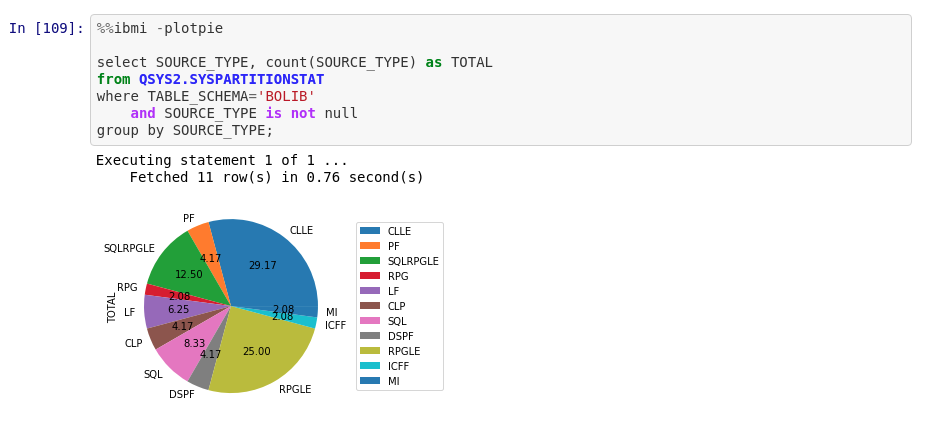 In [109]:
%%ibmi -plotpie
select SOURCE_TYPE, count(SOURCE_TYPE) as TOTAL
from QSYS2.SYSPARTITIONSTAT
where TABLE_SCHEMA='BOLIB'
and SOURCE_TYPE is not null
group by SOURCE_TYPE;
Executing statement 1 of 1 ...
Fetched 11 row(s) in 0.76 second(s)
PF
CLLE
SQLRPGLE
4.17
29.17
12.50
RPG
2.08
LF
6.25
TOTAL
2.08
MI
2.08
ICFF
4.17
CLP
8.33
4.17
25.00
SQL
DSPF
RPGLE
CLLE
PF
SQLRPGLE
RPG
LF
CLP
SQL
DSPF
RPGLE
ICFF
MI